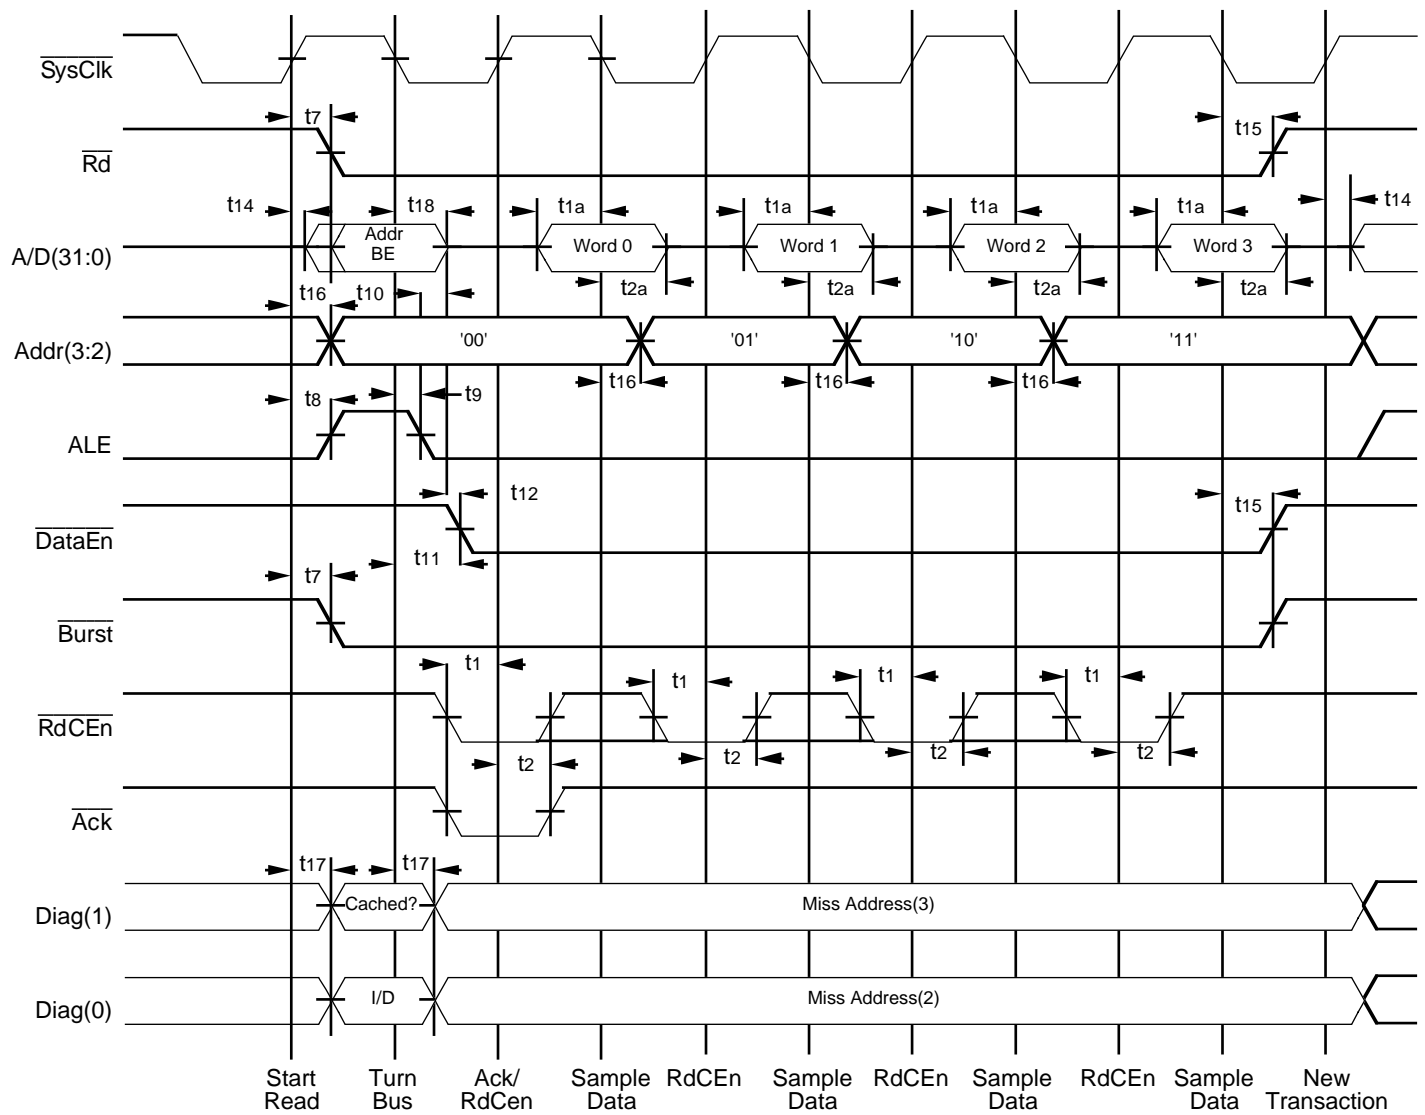 SysClk
t7
t15
Rd
t14
t18
t1a
t1a
t1a
t1a
t14
Addr
BE
Word 0
Word 1
Word 2
Word 3
A/D(31:0)
t2a
t2a
t2a
t2a
t16
t10
'00'
'01'
'10'
'11'
Addr(3:2)
t16
t16
t16
t8
t9
ALE
t12
t15
DataEn
t11
t7
Burst
t1
t1
t1
t1
RdCEn
t2
t2
t2
t2
Ack
t17
t17
Cached?
Miss Address(3)
Diag(1)
I/D
Miss Address(2)
Diag(0)
Start
Read
Turn
Bus
Ack/
RdCen
Sample
Data
RdCEn
Sample
Data
RdCEn
Sample
Data
RdCEn
Sample
Data
New
Transaction